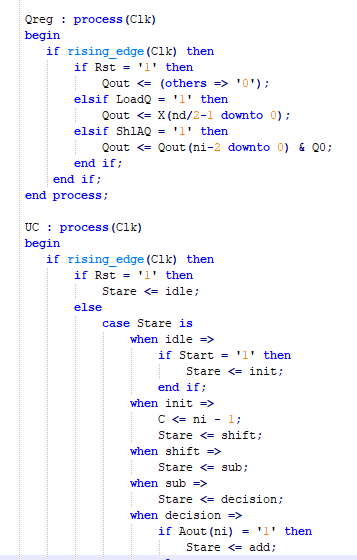 Qreg : process(Clk)
begin
if rising_edge(Clk) then
if Rst = '1' then
Qout <= (others => '0');
elsif LoadQ = '1' then
Qout <= X(nd/2-1 downto 0);
elsif ShlAQ = '1' then
Qout <= Qout(ni-2 downto 0) & Q0;
end if;
end if;
end process;
UC : process(Clk)
begin
if rising_edge(Clk) then
if Rst = '1' then
Stare <= idle;
else
case Stare is
when idle =>
if Start = '1' then
Stare <= init;
end if;
when init =>
C <= ni - 1;
Stare <= shift;
when shift =>
Stare <= sub;
when sub =>
Stare <= decision;
when decision =>
if Aout(ni) = '1' then
Stare <= add;